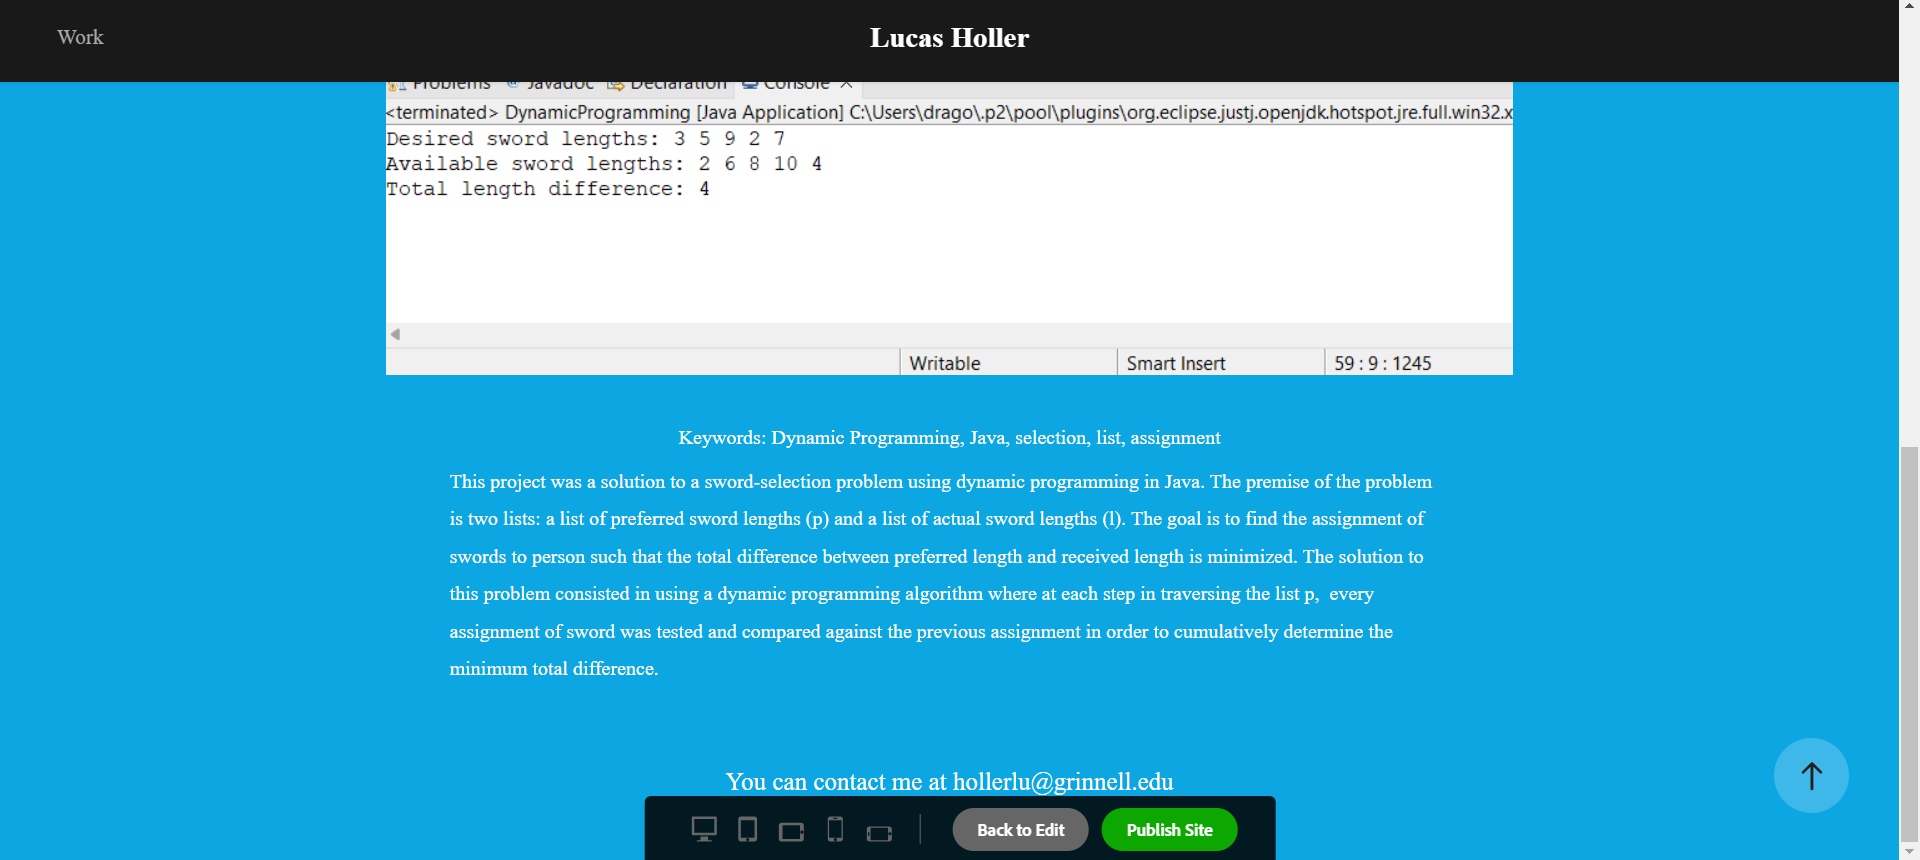 Work
Lucas Holler
Problems @ Javadoc Declaration Console
<terminated> DynamicProgramming [Java Application] C:\Users\drago\.p2\pool\plugins\org.eclipse.justj.openjdk.hotspot.jre.full.win32.x
Desired sword lengths: 3 5 9 2 7
Available sword lengths: 2 6 8 10 4
Total length difference: 4
Writable Smart Insert 59 : 9 : 1245
Keywords: Dynamic Programming, Java, selection, list, assignment
This project was a solution to a sword-selection problem using dynamic programming in Java. The premise of the problem
is two lists: a list of preferred sword lengths (p) and a list of actual sword lengths (l). The goal is to find the assignment of
swords to person such that the total difference between preferred length and received length is minimized. The solution to
this problem consisted in using a dynamic programming algorithm where at each step in traversing the list p,  every
assignment of sword was tested and compared against the previous assignment in order to cumulatively determine the
minimum total difference.
You can contact me at hollerlu@grinnell.edu
Back to Edit Publish Site